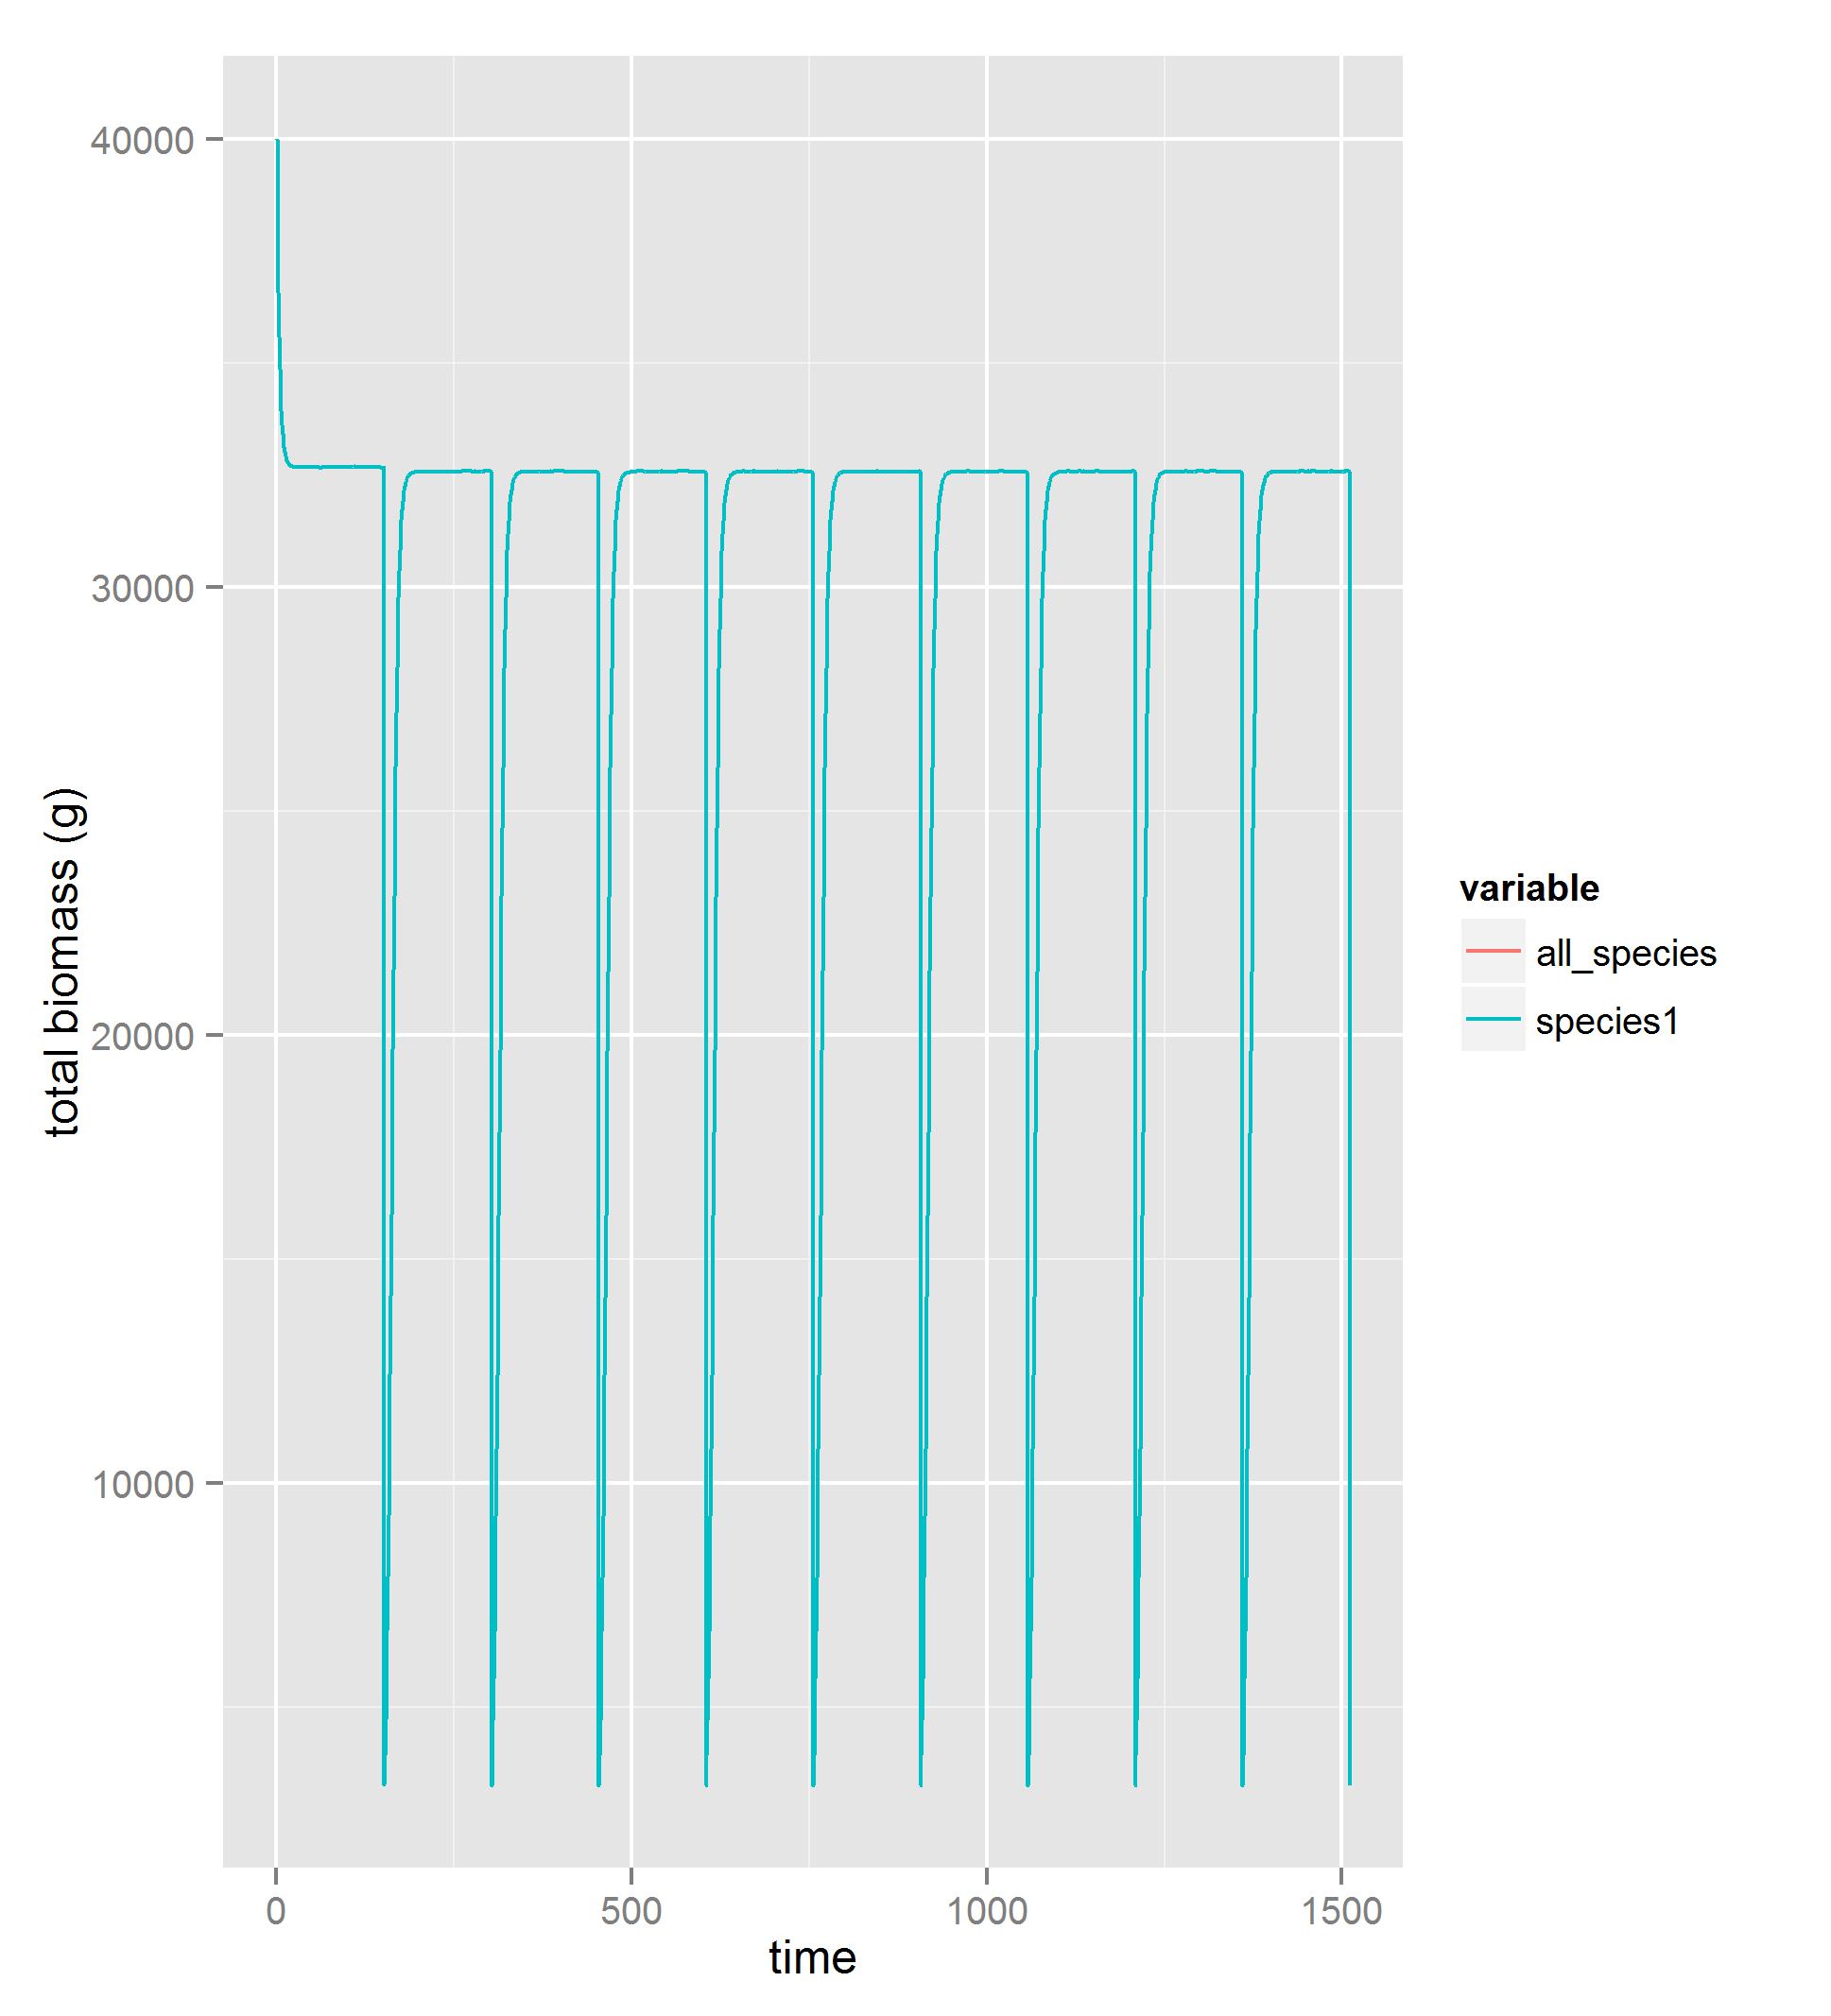 total biomass (g)
40000
30000
20000
10000
0 500 1000 1500
time
variable
all_species
species1